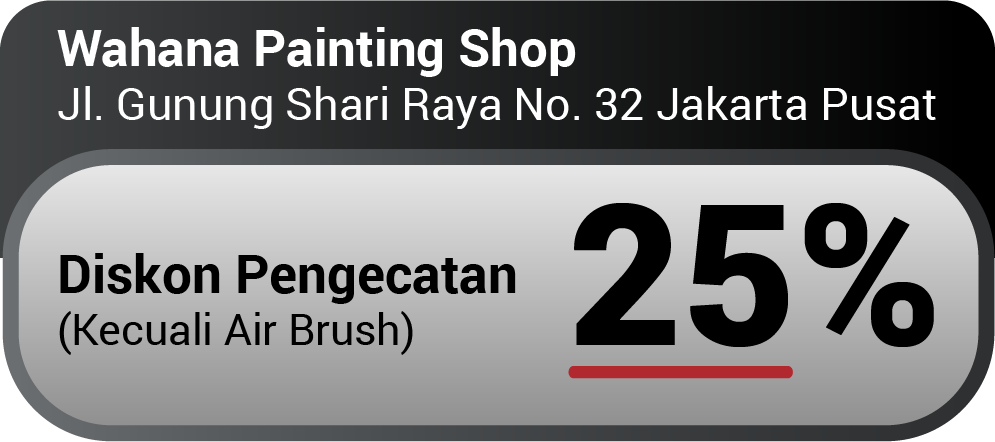 Wahana Painting Shop
Jl. Gunung Shari Raya No. 32 Jakarta Pusat
Diskon Pengecatan
(Kecuali Air Brush)
25%